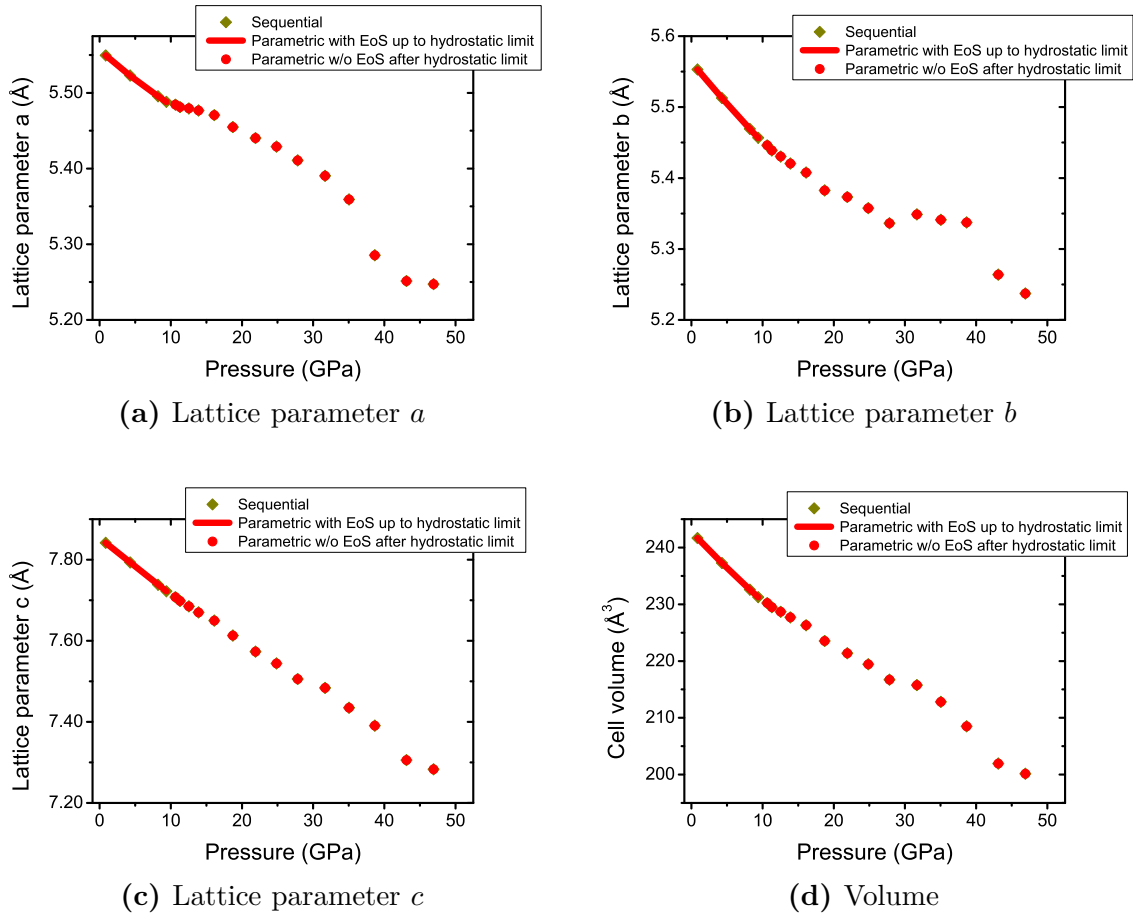 Sequential
Parametric with EoS up to hydrostatic limit
Parametric w/o EoS after hydrostatic limit
Lattice parameter a (Å)
5.50
5.40
5.30
5.20
0 10 20 30 40 50
Pressure (GPa)
(a) Lattice parameter a
Sequential
Parametric with EoS up to hydrostatic limit
Parametric w/o EoS after hydrostatic limit
Lattice parameter b (Å)
5.6
5.5
5.4
5.3
5.2
0 10 20 30 40 50
Pressure (GPa)
(b) Lattice parameter b
Sequential
Parametric with EoS up to hydrostatic limit
Parametric w/o EoS after hydrostatic limit
Lattice parameter c (Å)
7.80
7.60
7.40
7.20
0 10 20 30 40 50
Pressure (GPa)
(c) Lattice parameter c
Sequential
Parametric with EoS up to hydrostatic limit
Parametric w/o EoS after hydrostatic limit
Cell volume (Å³)
240
230
220
210
200
0 10 20 30 40 50
Pressure (GPa)
(d) Volume